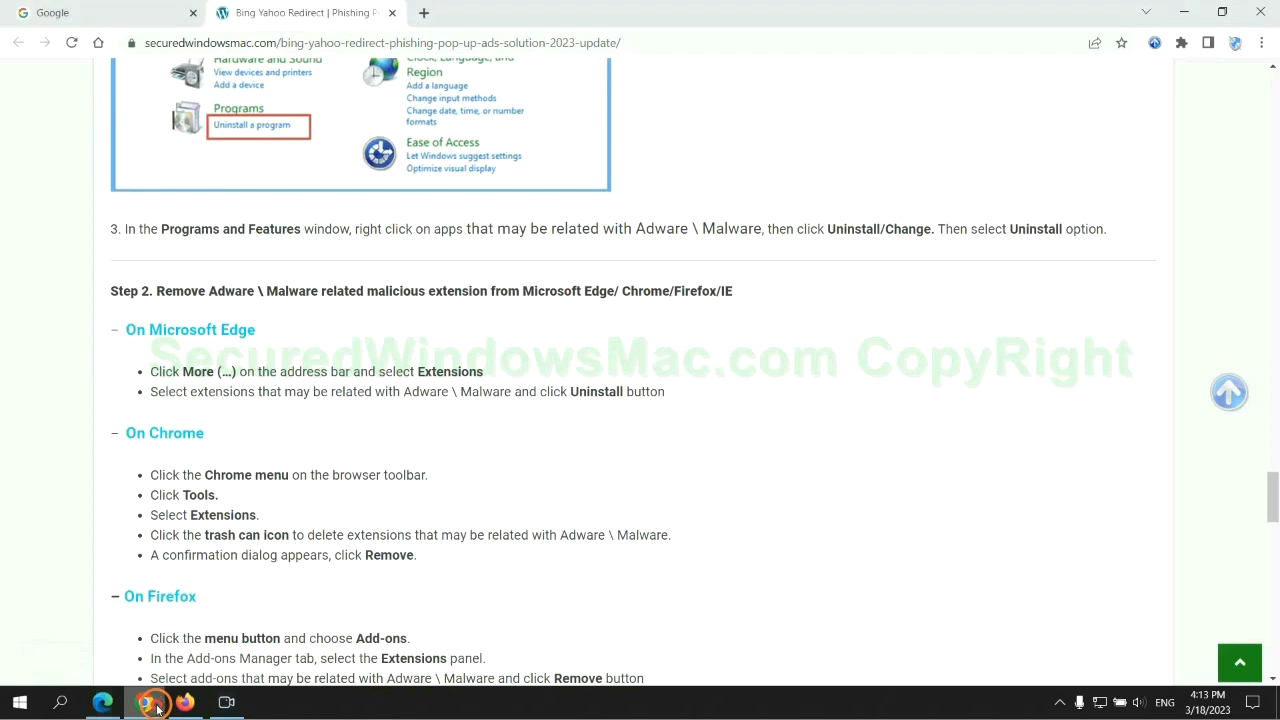 Google
Bing Yahoo Redirect | Phishing P
securedwindowsmac.com/bing-yahoo-redirect-phishing-pop-up-ads-solution-2023-update/
Hardware and Sound
View devices and printers
Add a device
Programs
Uninstall a program
Clock, Language, and
Region
Add a language
Change input methods
Change date, time, or number
formats
Ease of Access
Let Windows suggest settings
Optimize visual display
3. In the Programs and Features window, right click on apps that may be related with Adware \ Malware, then click Uninstall/Change. Then select Uninstall option.
Step 2. Remove Adware \ Malware related malicious extension from Microsoft Edge/ Chrome/Firefox/IE
– On Microsoft Edge
SecuredWindowsMac.com CopyRight
• Click More (…) on the address bar and select Extensions
• Select extensions that may be related with Adware \ Malware and click Uninstall button
– On Chrome
• Click the Chrome menu on the browser toolbar.
• Click Tools.
• Select Extensions.
• Click the trash can icon to delete extensions that may be related with Adware \ Malware.
• A confirmation dialog appears, click Remove.
– On Firefox
• Click the menu button and choose Add-ons.
• In the Add-ons Manager tab, select the Extensions panel.
• Select add-ons that may be related with Adware \ Malware and click Remove button
ENG
4:13 PM
3/18/2023